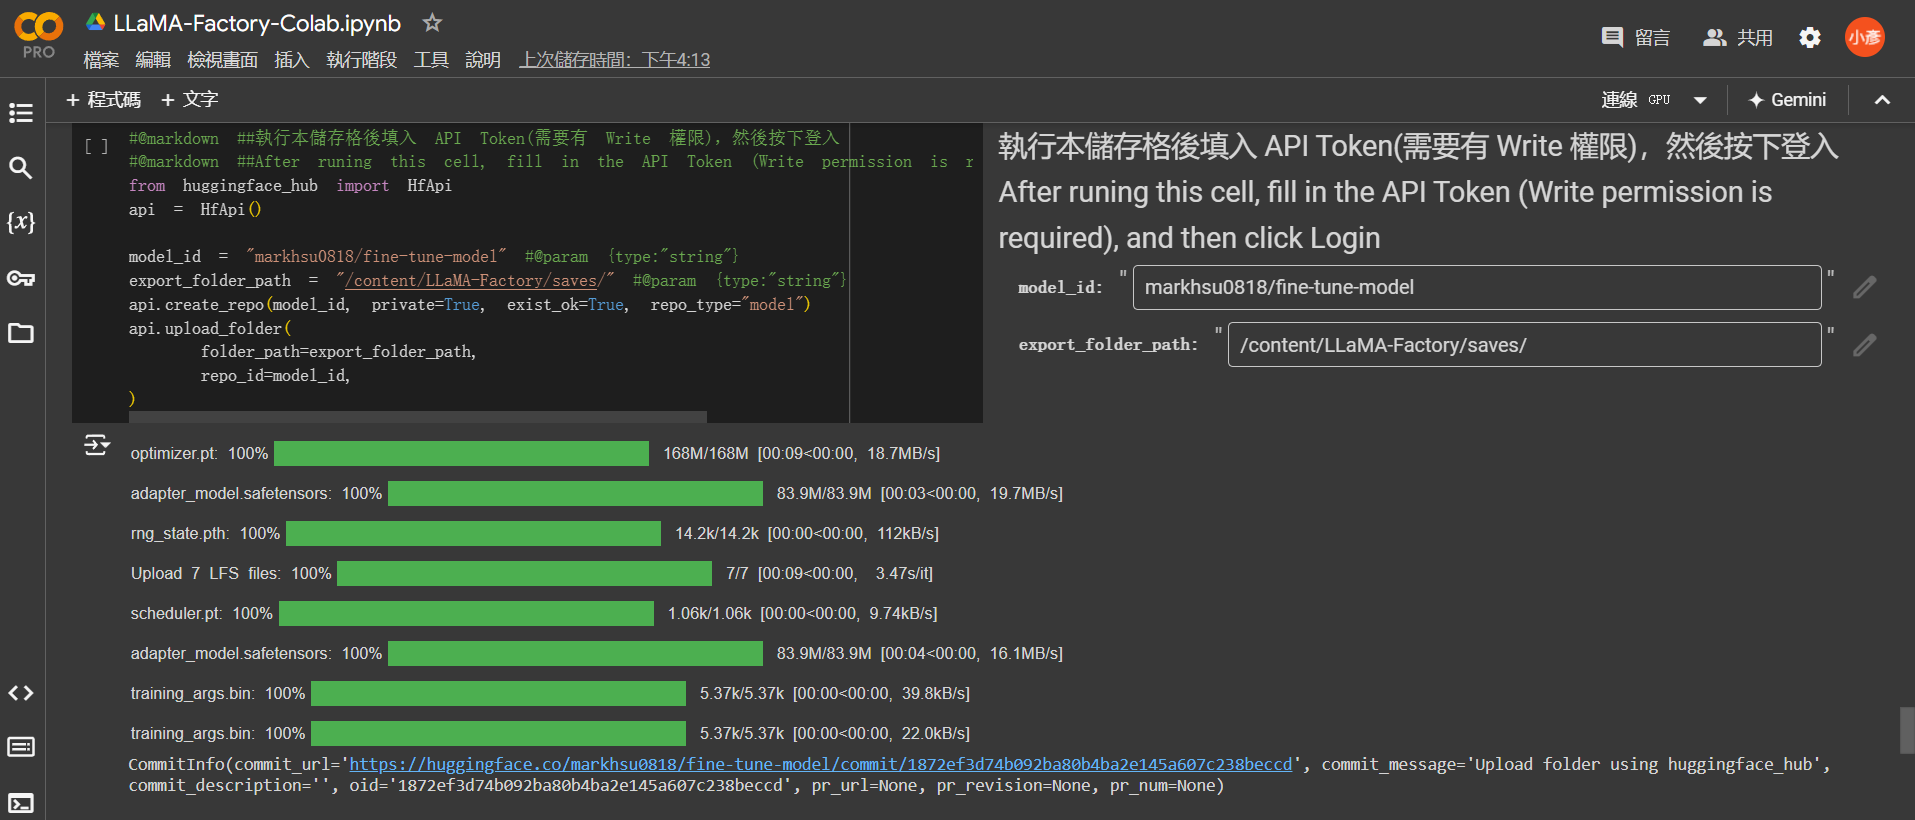 CO
PRO
LLaMA-Factory-Colab.ipynb
檔案 編輯 檢視畫面 插入 執行階段 工具 說明 上次儲存時間：下午4:13
留言 共用 小彥
+ 程式碼 + 文字
連線 GPU Gemini
[ ] #@markdown ##執行本儲存格後填入 API Token(需要有 Write 權限)，然後按下登入
#@markdown ##After runing this cell, fill in the API Token (Write permission is r
from huggingface_hub import HfApi
api = HfApi()
model_id = "markhsu0818/fine-tune-model" #@param {type:"string"}
export_folder_path = "/content/LLaMA-Factory/saves/" #@param {type:"string"}
api.create_repo(model_id, private=True, exist_ok=True, repo_type="model")
api.upload_folder(
folder_path=export_folder_path,
repo_id=model_id,
)
執行本儲存格後填入 API Token(需要有 Write 權限)，然後按下登入
After runing this cell, fill in the API Token (Write permission is
required), and then click Login
model_id: "markhsu0818/fine-tune-model"
export_folder_path: "/content/LLaMA-Factory/saves/"
optimizer.pt: 100% 168M/168M [00:09<00:00, 18.7MB/s]
adapter_model.safetensors: 100% 83.9M/83.9M [00:03<00:00, 19.7MB/s]
rng_state.pth: 100% 14.2k/14.2k [00:00<00:00, 112kB/s]
Upload 7 LFS files: 100% 7/7 [00:09<00:00, 3.47s/it]
scheduler.pt: 100% 1.06k/1.06k [00:00<00:00, 9.74kB/s]
adapter_model.safetensors: 100% 83.9M/83.9M [00:04<00:00, 16.1MB/s]
training_args.bin: 100% 5.37k/5.37k [00:00<00:00, 39.8kB/s]
training_args.bin: 100% 5.37k/5.37k [00:00<00:00, 22.0kB/s]
CommitInfo(commit_url='https://huggingface.co/markhsu0818/fine-tune-model/commit/1872ef3d74b092ba80b4ba2e145a607c238beccd', commit_message='Upload folder using huggingface_hub',
commit_description='', oid='1872ef3d74b092ba80b4ba2e145a607c238beccd', pr_url=None, pr_revision=None, pr_num=None)